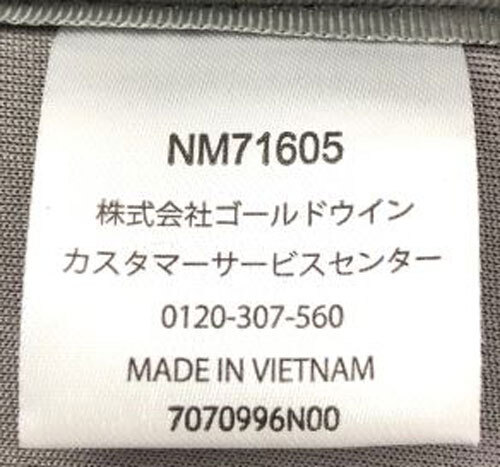 NM71605
株式会社ゴールドウイン
カスタマーサービスセンター
0120-307-560
MADE IN VIETNAM
7070996N00